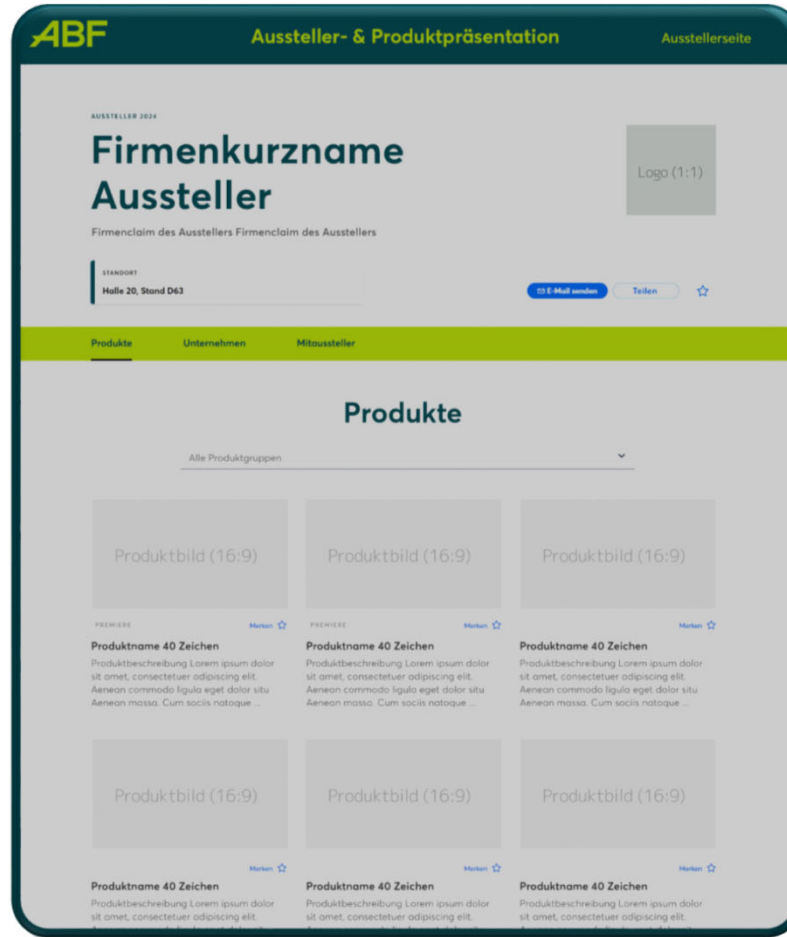 ABF
Aussteller- & Produktpräsentation
Ausstellerseite
AUSSTELLER 2024
Firmenkurzname
Aussteller
Logo (1:1)
Firmenclaim des Ausstellers Firmenclaim des Ausstellers
STANDORT
Halle 20, Stand D63
E-Mail senden
Teilen
Produkte
Unternehmen
Mitaussteller
Produkte
Alle Produktgruppen
Produktbild (16:9)
Produktbild (16:9)
Produktbild (16:9)
PREMIERE
Merken
PREMIERE
Merken
Merken
Produktname 40 Zeichen
Produktbeschreibung Lorem ipsum dolor
sit amet, consectetuer adipiscing elit.
Aenean commodo ligula eget dolor situ
Aenean massa. Cum sociis natoque ...
Produktname 40 Zeichen
Produktbeschreibung Lorem ipsum dolor
sit amet, consectetuer adipiscing elit.
Aenean commodo ligula eget dolor situ
Aenean massa. Cum sociis natoque ...
Produktname 40 Zeichen
Produktbeschreibung Lorem ipsum dolor
sit amet, consectetuer adipiscing elit.
Aenean commodo ligula eget dolor situ
Aenean massa. Cum sociis natoque ...
Produktbild (16:9)
Produktbild (16:9)
Produktbild (16:9)
Merken
Merken
Merken
Produktname 40 Zeichen
Produktbeschreibung Lorem ipsum dolor
sit amet, consectetuer adipiscing elit.
Produktname 40 Zeichen
Produktbeschreibung Lorem ipsum dolor
sit amet, consectetuer adipiscing elit.
Produktname 40 Zeichen
Produktbeschreibung Lorem ipsum dolor
sit amet, consectetuer adipiscing elit.